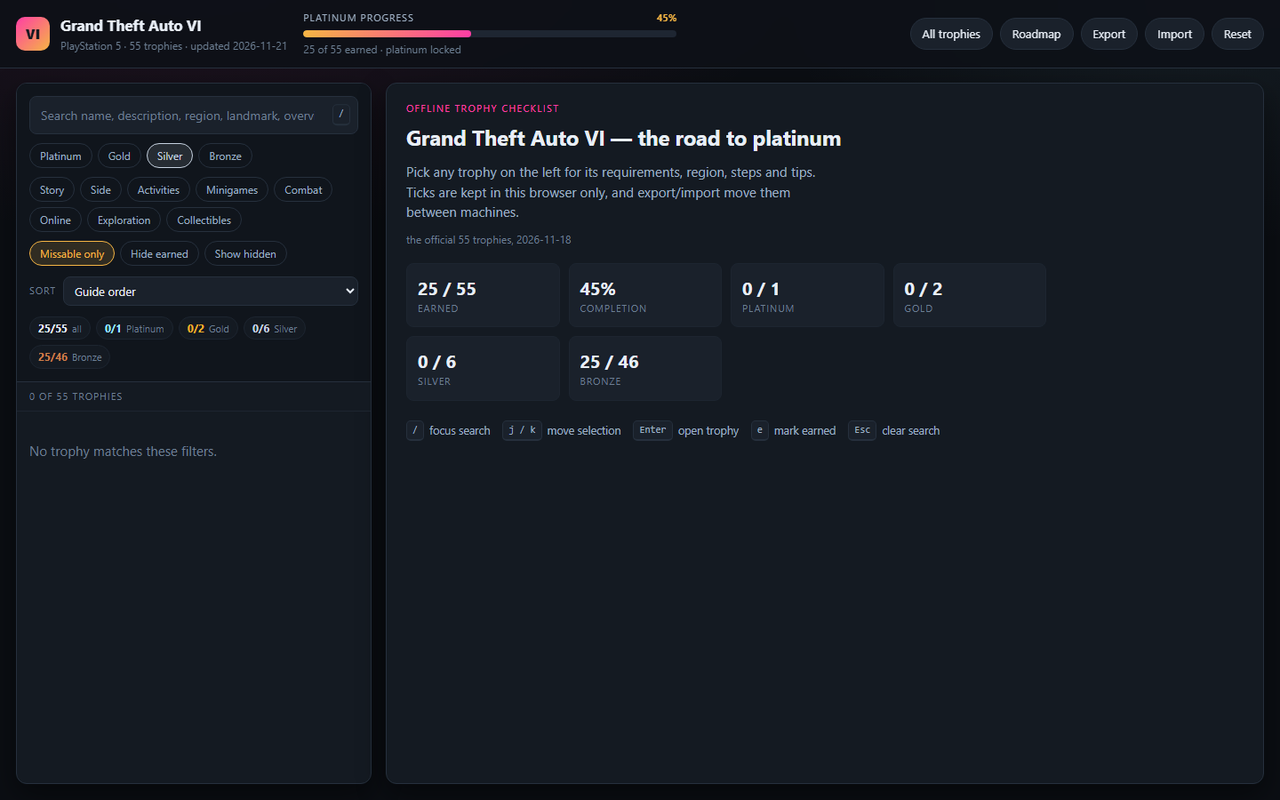 VI
Grand Theft Auto VI
PlayStation 5 · 55 trophies · updated 2026-11-21
PLATINUM PROGRESS
45%
25 of 55 earned · platinum locked
All trophies
Roadmap
Export
Import
Reset
Search name, description, region, landmark, overv
/
Platinum
Gold
Silver
Bronze
Story
Side
Activities
Minigames
Combat
Online
Exploration
Collectibles
Missable only
Hide earned
Show hidden
SORT
Guide order
25/55 all
0/1 Platinum
0/2 Gold
0/6 Silver
25/46 Bronze
0 OF 55 TROPHIES
No trophy matches these filters.
OFFLINE TROPHY CHECKLIST
Grand Theft Auto VI — the road to platinum
Pick any trophy on the left for its requirements, region, steps and tips.
Ticks are kept in this browser only, and export/import move them
between machines.
the official 55 trophies, 2026-11-18
25 / 55
EARNED
45%
COMPLETION
0 / 1
PLATINUM
0 / 2
GOLD
0 / 6
SILVER
25 / 46
BRONZE
/ focus search
j / k move selection
Enter open trophy
e mark earned
Esc clear search